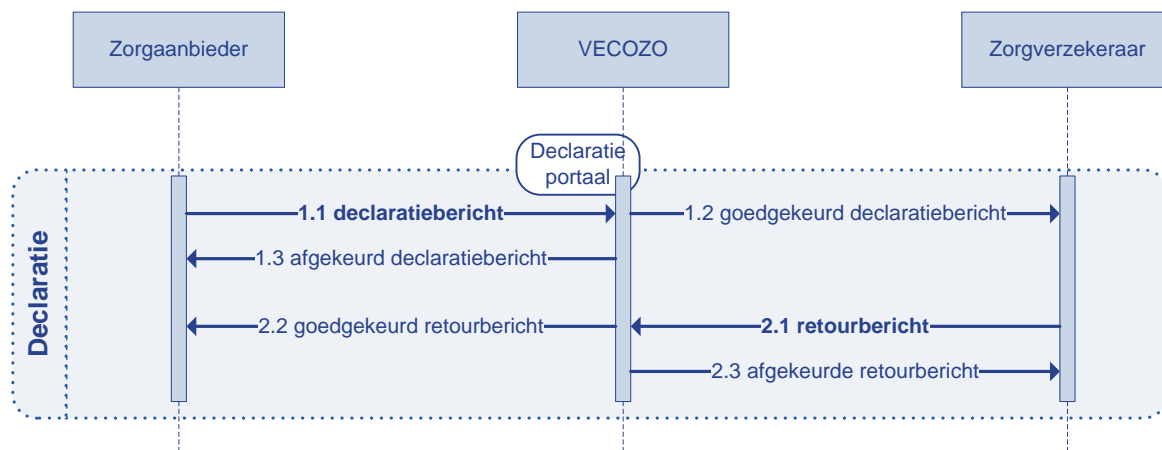 Zorgaanbieder
VECOZO
Zorgverzekeraar
Declaratie
portaal
Declaratie
1.1 declaratiebericht
1.2 goedgekeurd declaratiebericht
1.3 afgekeurd declaratiebericht
2.2 goedgekeurd retourbericht
2.1 retourbericht
2.3 afgekeurde retourbericht